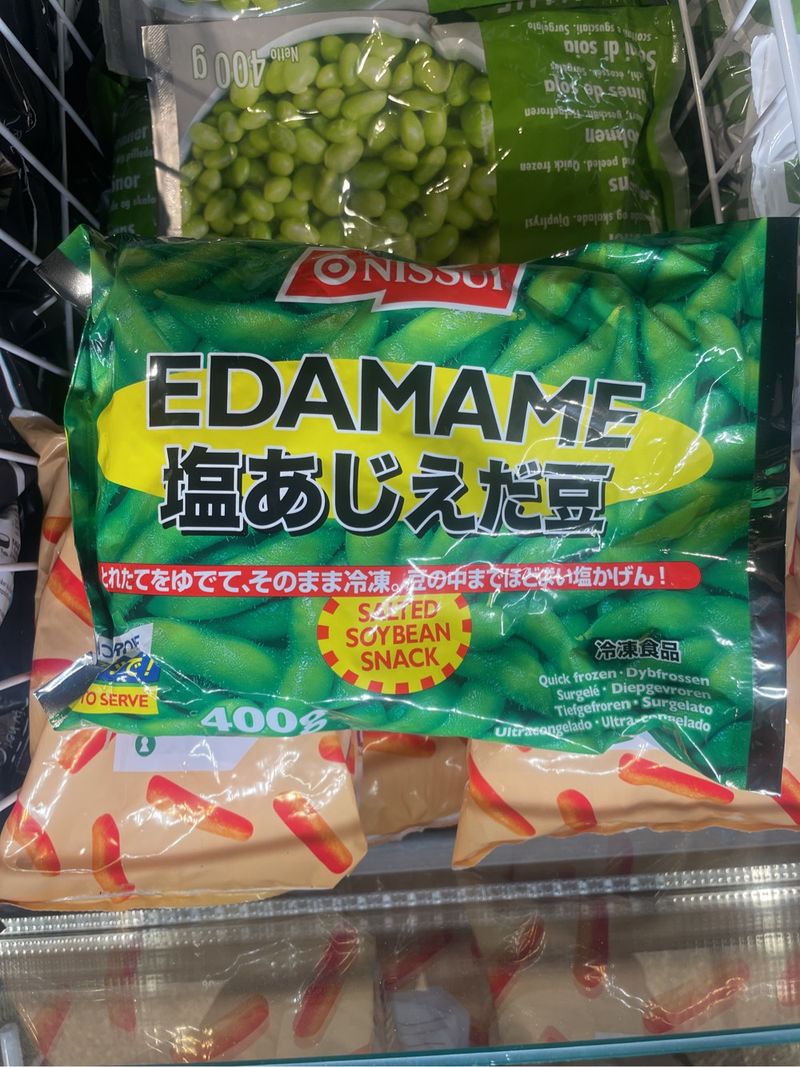 Netto 400 g
Quick frozen
Djupfryst
NISSUI
EDAMAME
塩あじえだ豆
とれたてをゆでて、そのまま冷凍。豆の中までほどよい塩かげん!
SALTED
SOYBEAN
SNACK
TO SERVE
400g
冷凍食品
Quick frozen · Dybfrossen
Surgelé · Diepgevroren
Tiefgefroren · Surgelato
Ultracongelado · Ultra-congelado